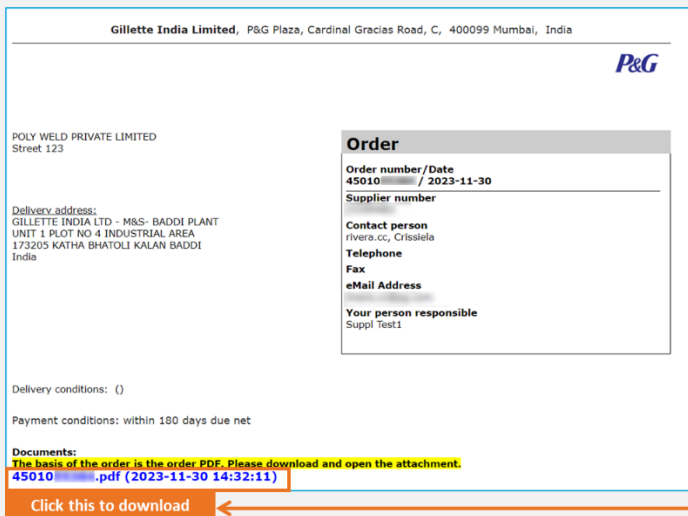 Gillette India Limited, P&G Plaza, Cardinal Gracias Road, C, 400099 Mumbai, India
P&G
POLY WELD PRIVATE LIMITED
Street 123
Delivery address:
GILLETTE INDIA LTD - M&S- BADDI PLANT
UNIT 1 PLOT NO 4 INDUSTRIAL AREA
173205 KATHA BHATOLI KALAN BADDI
India
Order
Order number/Date
45010 / 2023-11-30
Supplier number
Contact person
rivera.cc, Crissiela
Telephone
Fax
eMail Address
Your person responsible
Suppl Test1
Delivery conditions: ()
Payment conditions: within 180 days due net
Documents:
The basis of the order is the order PDF. Please download and open the attachment.
45010 .pdf (2023-11-30 14:32:11)
Click this to download